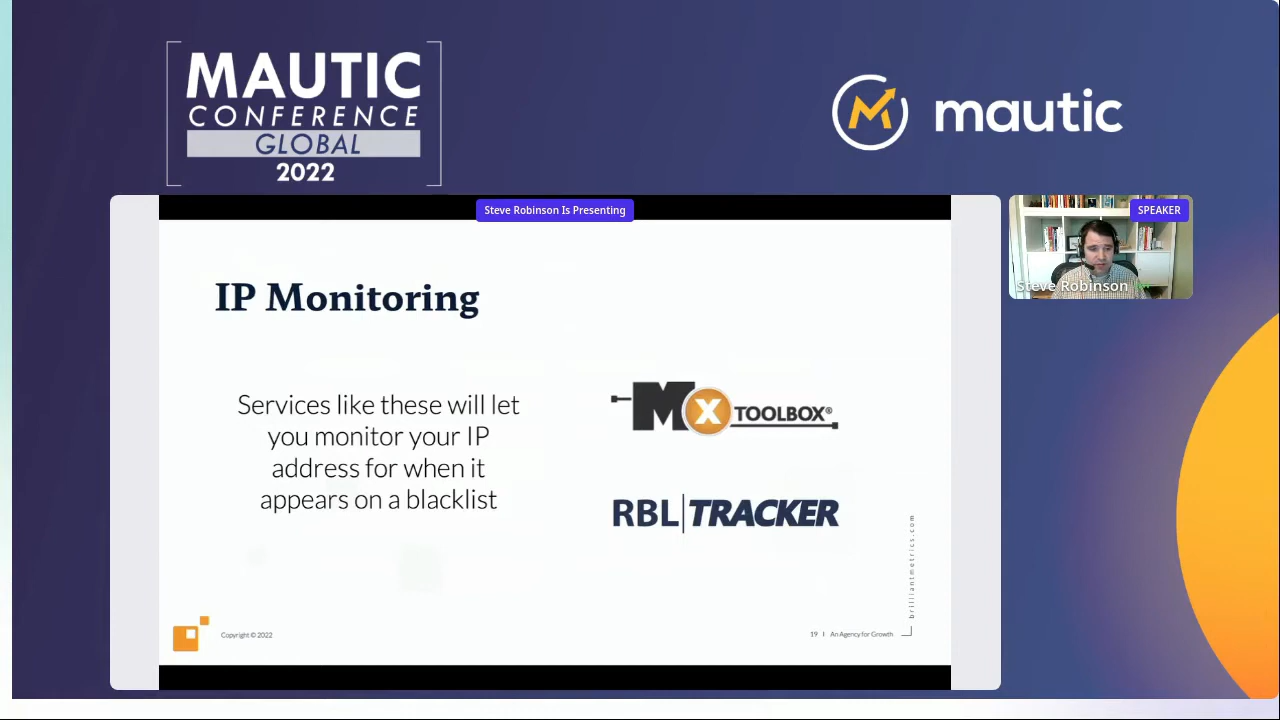 MAUTIC
CONFERENCE
GLOBAL
2022
mautic
Steve Robinson Is Presenting
SPEAKER
Steve Robinson
IP Monitoring
Services like these will let
you monitor your IP
address for when it
appears on a blacklist
Mx TOOLBOX®
RBL|TRACKER
brilliantmetrics.com
Copyright © 2022
19 | An Agency for Growth